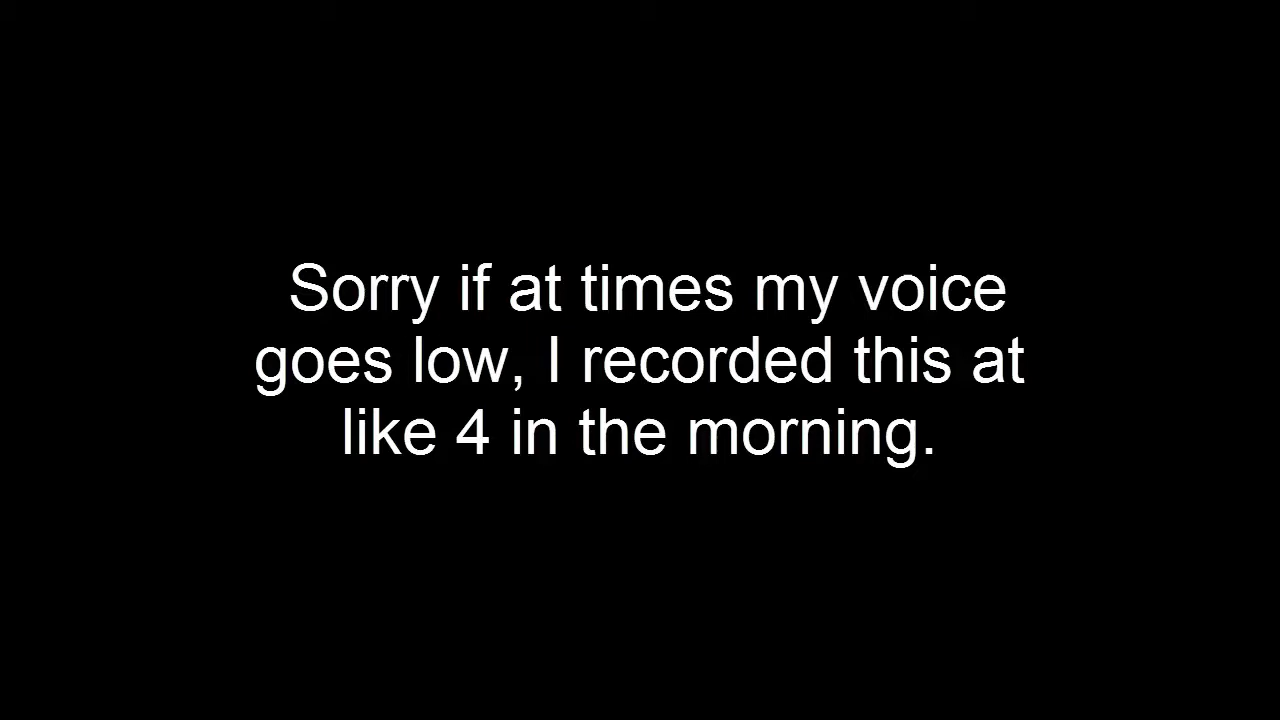 Sorry if at times my voice
goes low, I recorded this at
like 4 in the morning.